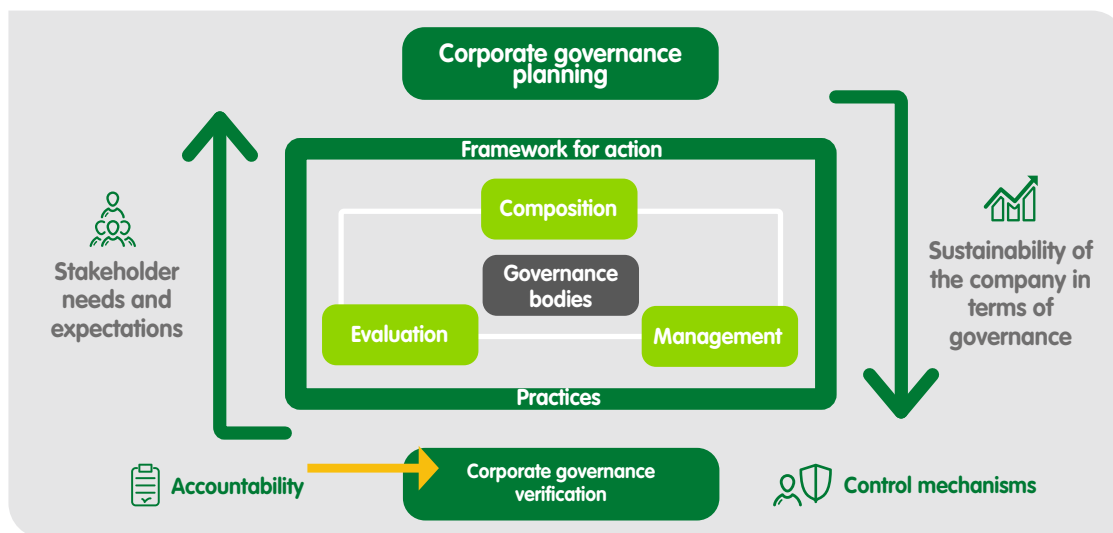 Corporate governance
planning
Framework for action
Composition
Governance
bodies
Evaluation
Management
Practices
Stakeholder
needs and
expectations
Sustainability of
the company in
terms of
governance
Accountability
Corporate governance
verification
Control mechanisms